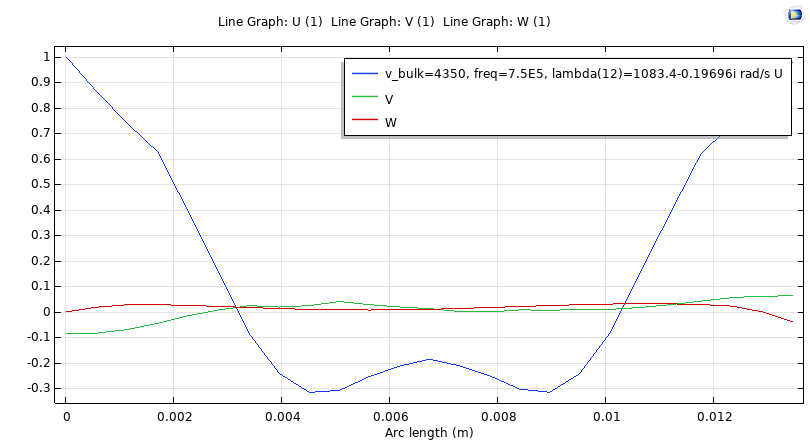 Line Graph: U (1) Line Graph: V (1) Line Graph: W (1)
v_bulk=4350, freq=7.5E5, lambda(12)=1083.4-0.19696i rad/s U
V
W
1
0.9
0.8
0.7
0.6
0.5
0.4
0.3
0.2
0.1
0
-0.1
-0.2
-0.3
0 0.002 0.004 0.006 0.008 0.01 0.012
Arc length (m)